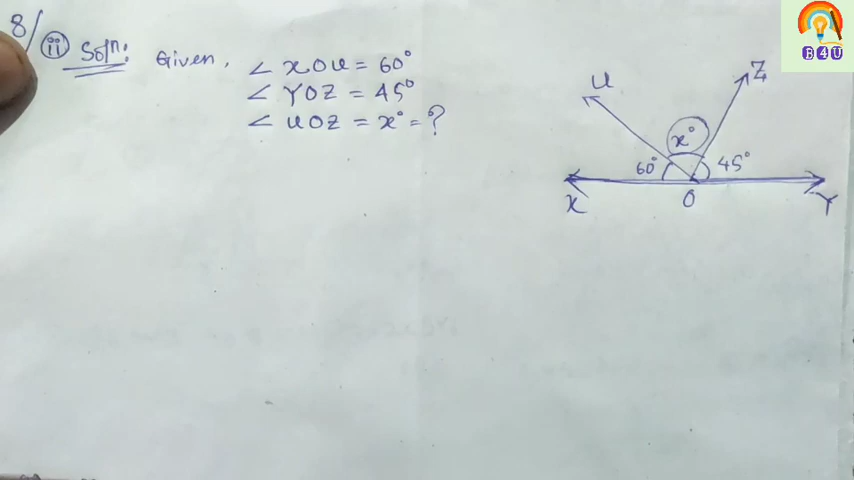 8/
ii Soln: Given, ∠ XOU = 60°
∠ YOZ = 45°
∠ UOZ = x° = ?
U
Z
x°
60°
45°
X
O
Y
B4U